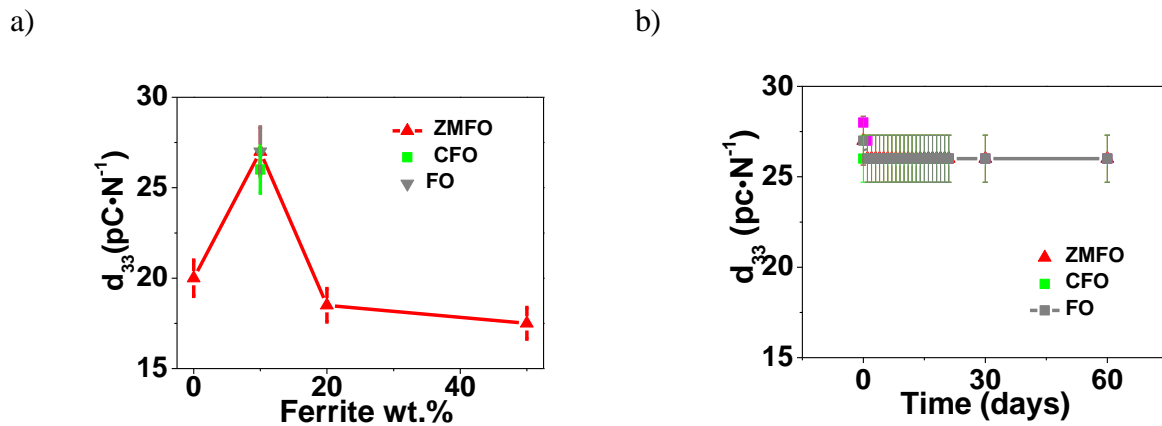 a)
b)
30
25
20
15
d33 (pC•N-1)
ZMFO
CFO
FO
0
20
40
Ferrite wt.%
30
25
20
15
d33 (pc•N-1)
ZMFO
CFO
FO
0
30
60
Time (days)